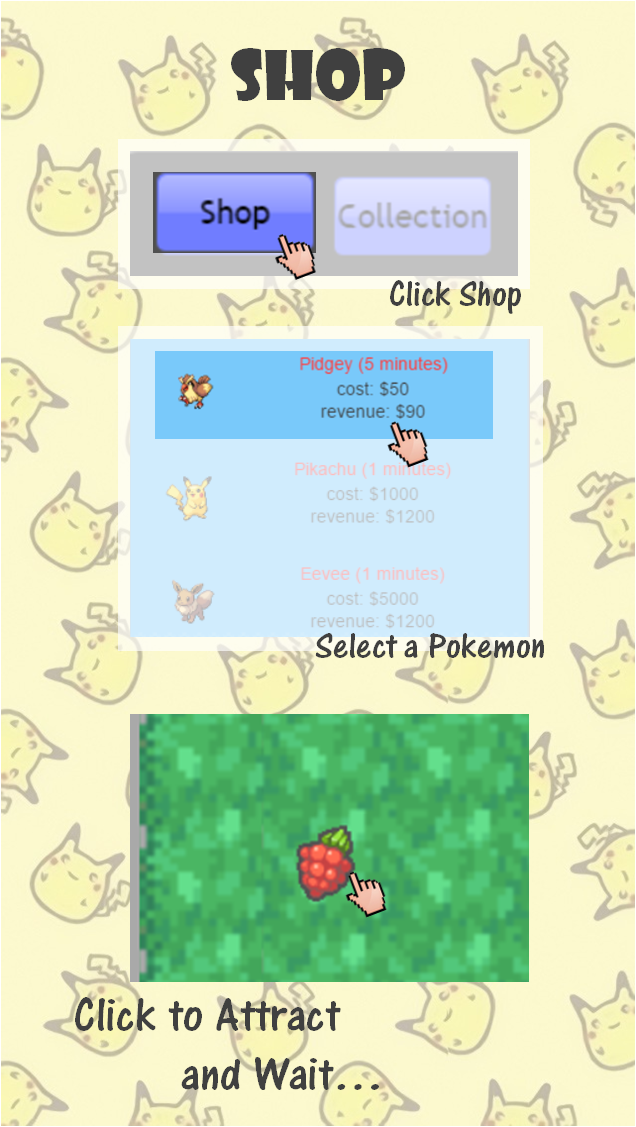 SHOP
Shop
Collection
Click Shop
Pidgey (5 minutes)
cost: $50
revenue: $90
Pikachu (1 minutes)
cost: $1000
revenue: $1200
Eevee (1 minutes)
cost: $5000
revenue: $1200
Select a Pokemon
Click to Attract
and Wait...